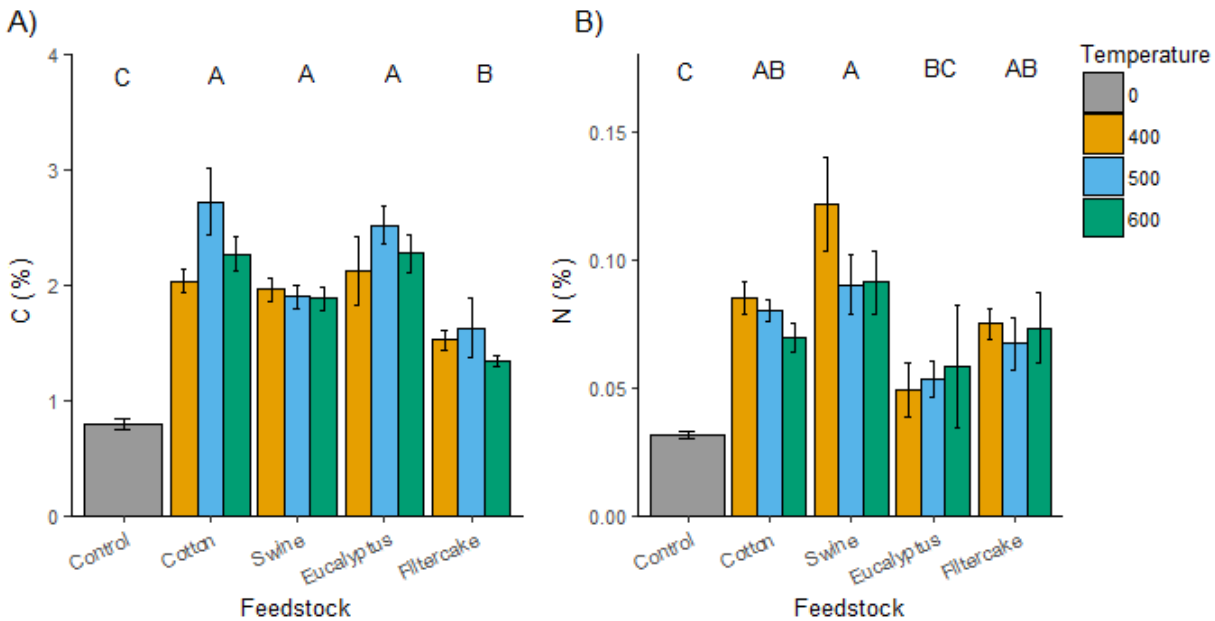 A)
C (%)
4
3
2
1
0
C A A A B
Control Cotton Swine Eucalyptus Filtercake
Feedstock
B)
N (%)
0.15
0.10
0.05
0.00
C AB A BC AB
Control Cotton Swine Eucalyptus Filtercake
Feedstock
Temperature
0
400
500
600